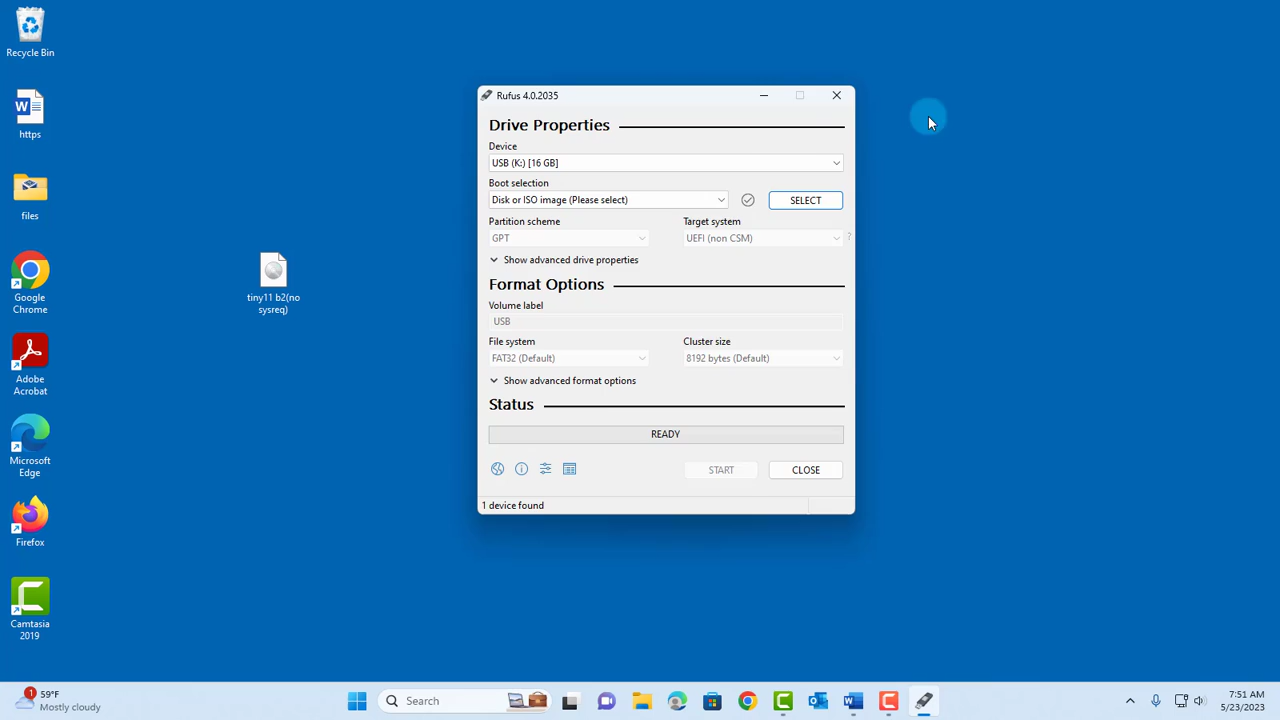 Recycle Bin
https
files
Google
Chrome
Adobe
Acrobat
Microsoft
Edge
Firefox
Camtasia
2019
tiny11 b2(no
sysreq)
Rufus 4.0.2035
Drive Properties
Device
USB (K:) [16 GB]
Boot selection
Disk or ISO image (Please select)
SELECT
Partition scheme
Target system
GPT
UEFI (non CSM)
?
Show advanced drive properties
Format Options
Volume label
USB
File system
Cluster size
FAT32 (Default)
8192 bytes (Default)
Show advanced format options
Status
READY
START
CLOSE
1 device found
1
59°F
Mostly cloudy
Search
7:51 AM
5/23/2023